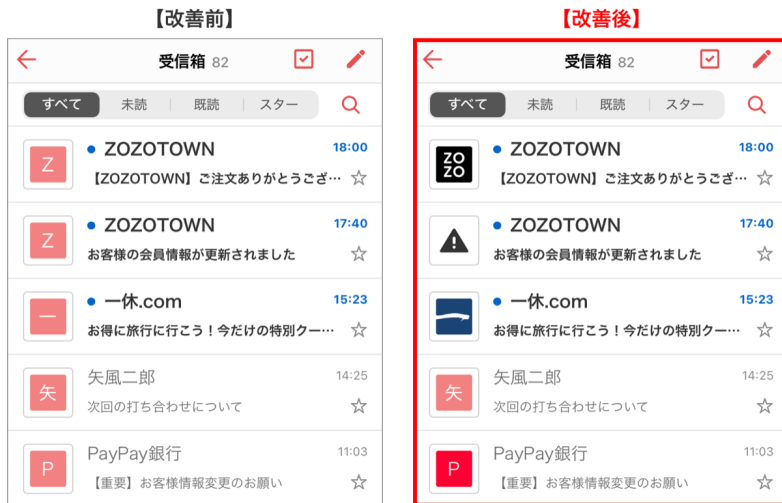 【改善前】
受信箱 82
すべて 未読 既読 スター
Z
ZOZOTOWN
18:00
【ZOZOTOWN】ご注文ありがとうござ…
Z
ZOZOTOWN
17:40
お客様の会員情報が更新されました
一
一休.com
15:23
お得に旅行に行こう！今だけの特別クー…
矢
矢風二郎
14:25
次回の打ち合わせについて
P
PayPay銀行
11:03
【重要】お客様情報変更のお願い
【改善後】
受信箱 82
すべて 未読 既読 スター
ZO
ZO
ZOZOTOWN
18:00
【ZOZOTOWN】ご注文ありがとうござ…
ZOZOTOWN
17:40
お客様の会員情報が更新されました
一休.com
15:23
お得に旅行に行こう！今だけの特別クー…
矢
矢風二郎
14:25
次回の打ち合わせについて
P
PayPay銀行
11:03
【重要】お客様情報変更のお願い